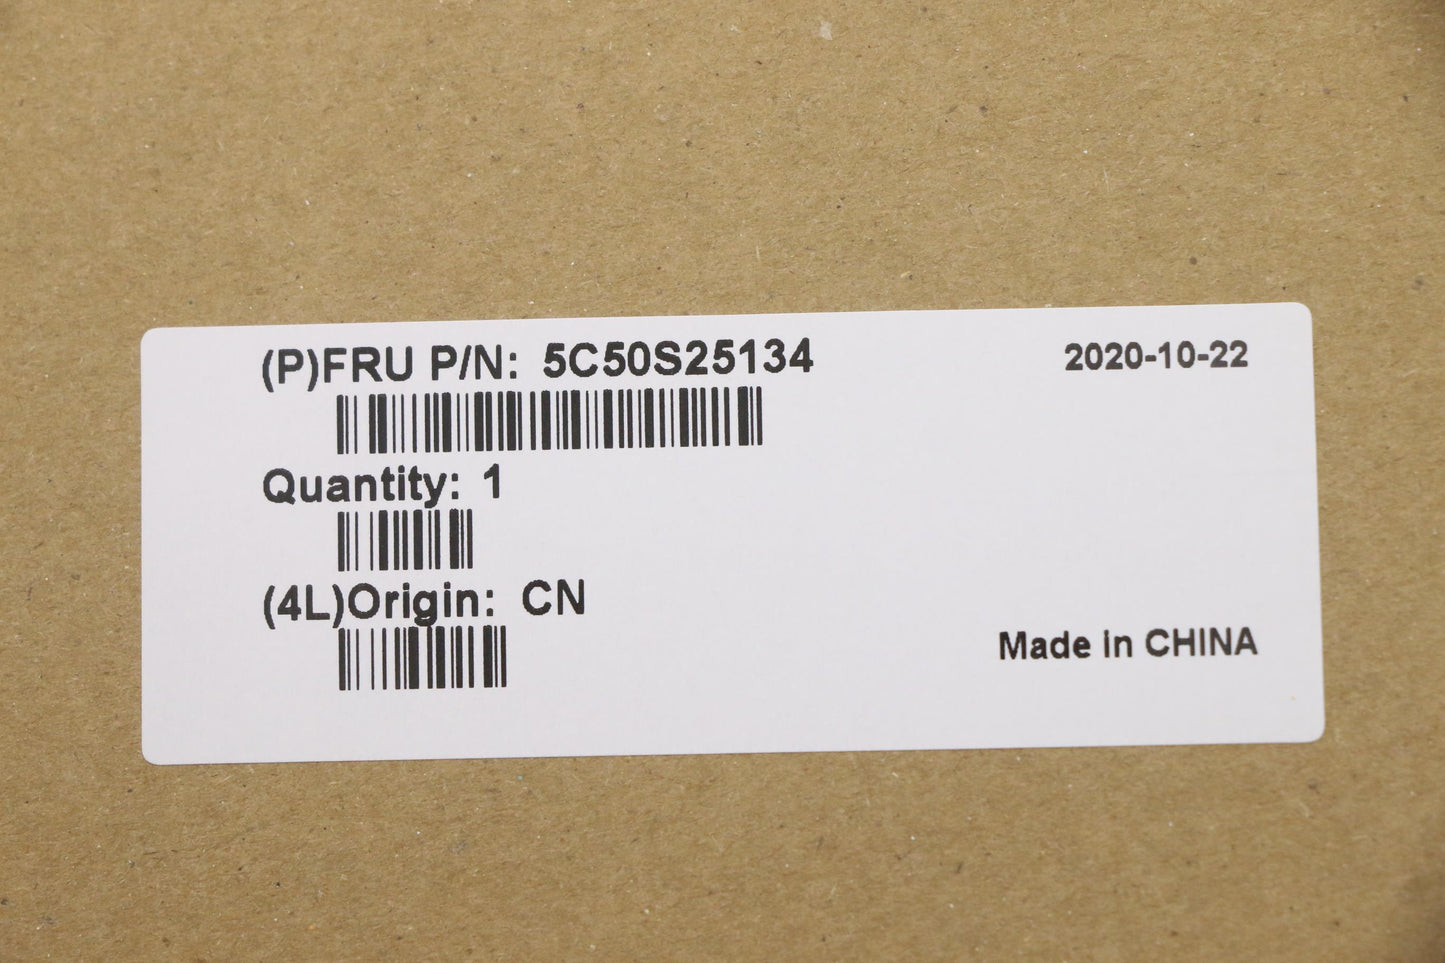 (P)FRU P/N: 5C50S25134
2020-10-22
Quantity: 1
(4L)Origin: CN
Made in CHINA